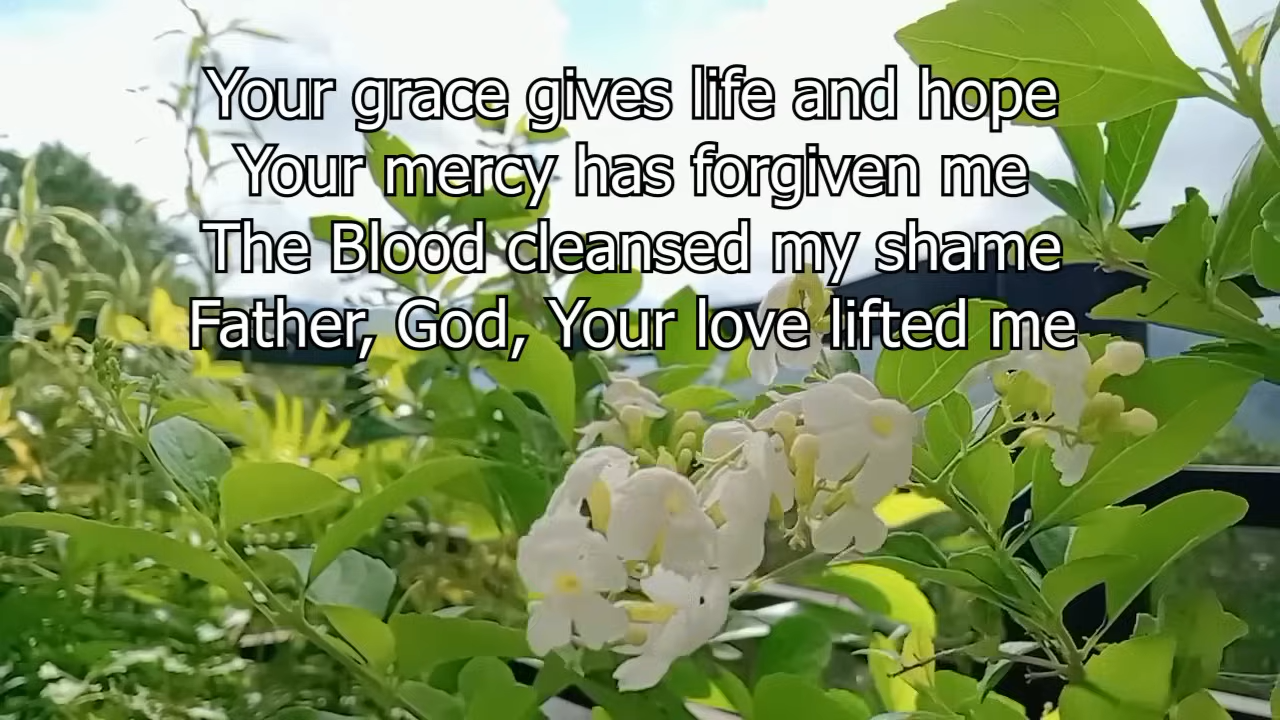 Your grace gives life and hope
Your mercy has forgiven me
The Blood cleansed my shame
Father, God, Your love lifted me